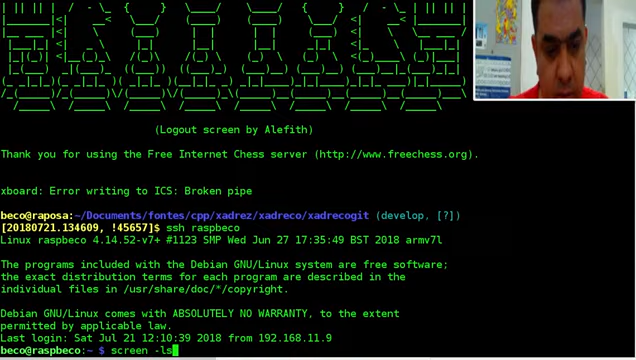 (Logout screen by Alefith)
Thank you for using the Free Internet Chess server (http://www.freechess.org).
xboard: Error writing to ICS: Broken pipe
beco@raposa:~/Documents/fontes/cpp/xadrez/xadreco/xadrecogit (develop, [?])
[20180721.134609, !45657]$ ssh raspbeco
Linux raspbeco 4.14.52-v7+ #1123 SMP Wed Jun 27 17:35:49 BST 2018 armv7l
The programs included with the Debian GNU/Linux system are free software;
the exact distribution terms for each program are described in the
individual files in /usr/share/doc/*/copyright.
Debian GNU/Linux comes with ABSOLUTELY NO WARRANTY, to the extent
permitted by applicable law.
Last login: Sat Jul 21 12:10:39 2018 from 192.168.11.9
beco@raspbeco:~ $ screen -ls